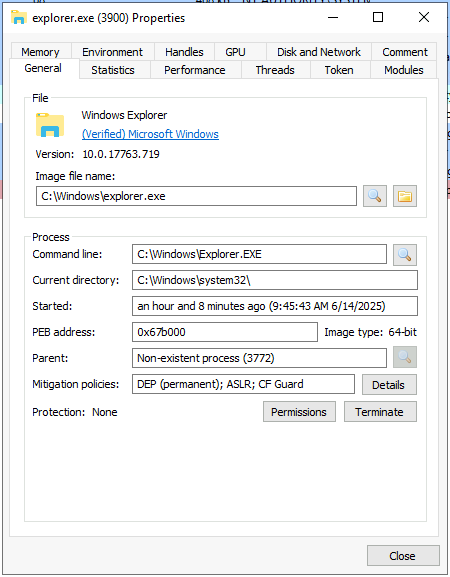 explorer.exe (3900) Properties
Memory Environment Handles GPU Disk and Network Comment
General Statistics Performance Threads Token Modules
File
Windows Explorer
(Verified) Microsoft Windows
Version: 10.0.17763.719
Image file name:
C:\Windows\explorer.exe
Process
Command line: C:\Windows\Explorer.EXE
Current directory: C:\Windows\system32\
Started: an hour and 8 minutes ago (9:45:43 AM 6/14/2025)
PEB address: 0x67b000 Image type: 64-bit
Parent: Non-existent process (3772)
Mitigation policies: DEP (permanent); ASLR; CF Guard Details
Protection: None Permissions Terminate
Close